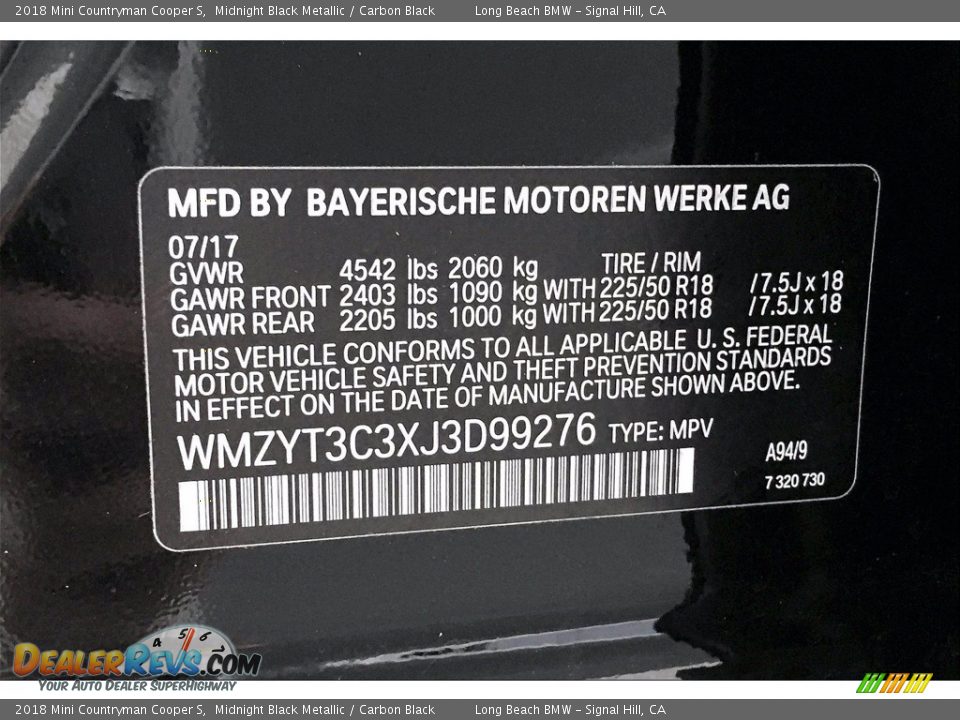 2018 Mini Countryman Cooper S,  Midnight Black Metallic / Carbon Black    Long Beach BMW - Signal Hill, CA
MFD BY BAYERISCHE MOTOREN WERKE AG
07/17
GVWR 4542 lbs 2060 kg TIRE / RIM
GAWR FRONT 2403 lbs 1090 kg WITH 225/50 R18 /7.5J x 18
GAWR REAR 2205 lbs 1000 kg WITH 225/50 R18 /7.5J x 18
THIS VEHICLE CONFORMS TO ALL APPLICABLE U. S. FEDERAL
MOTOR VEHICLE SAFETY AND THEFT PREVENTION STANDARDS
IN EFFECT ON THE DATE OF MANUFACTURE SHOWN ABOVE.
WMZYT3C3XJ3D99276 TYPE: MPV
A94/9
7 320 730
4 5 6
DEALERREVS.COM
YOUR AUTO DEALER SUPERHIGHWAY
2018 Mini Countryman Cooper S,  Midnight Black Metallic / Carbon Black    Long Beach BMW - Signal Hill, CA